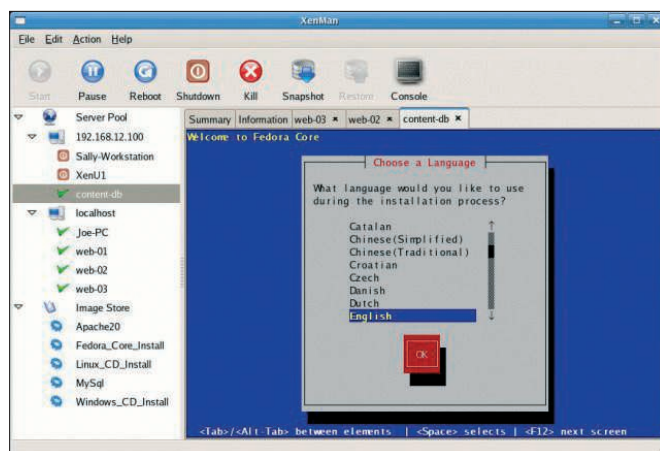 XenMan
File Edit Action Help
Start Pause Reboot Shutdown Kill Snapshot Restore Console
Server Pool
192.168.12.100
Sally-Workstation
XenU1
content-db
localhost
Joe-PC
web-01
web-02
web-03
Image Store
Apache20
Fedora_Core_Install
Linux_CD_Install
MySql
Windows_CD_Install
Summary Information web-03 web-02 content-db
Welcome to Fedora Core
Choose a Language
What language would you like to use
during the installation process?
Catalan
Chinese(Simplified)
Chinese(Traditional)
Croatian
Czech
Danish
Dutch
English
OK
<Tab>/<Alt-Tab> between elements | <Space> selects | <F12> next screen